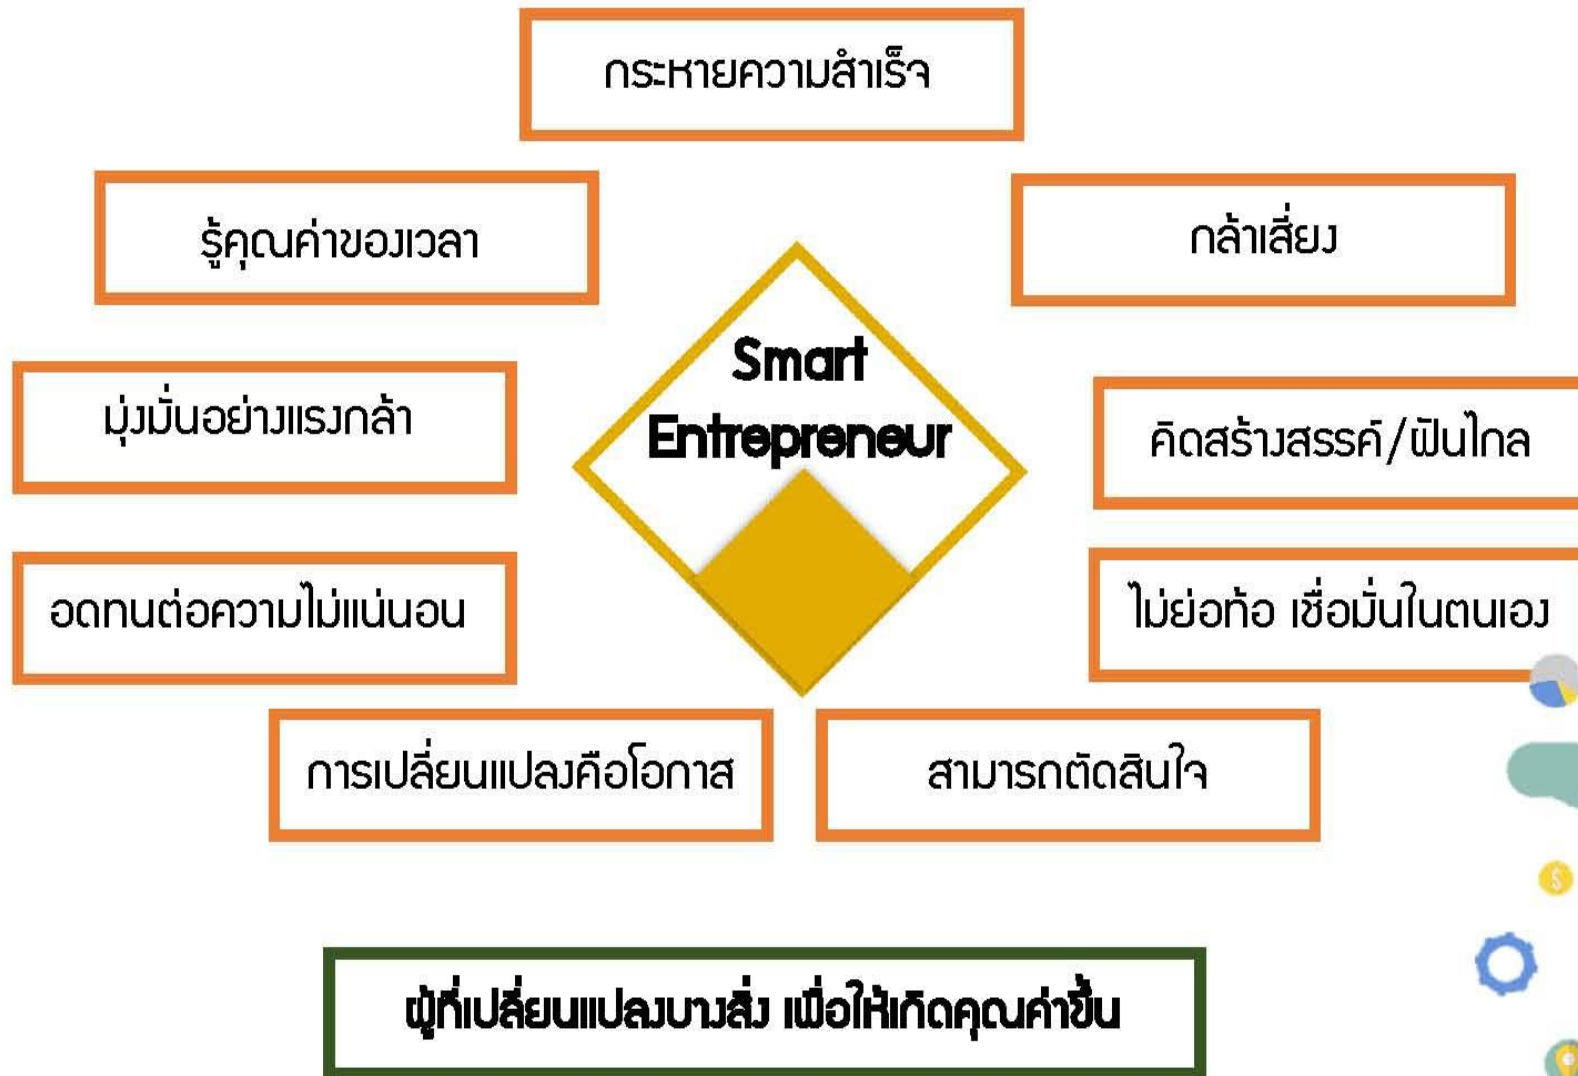 กระหายความสำเร็จ
รู้คุณค่าของเวลา
กล้าเสี่ยง
Smart
Entrepreneur
มุ่งมั่นอย่างแรงกล้า
คิดสร้างสรรค์/ฝันไกล
อดทนต่อความไม่แน่นอน
ไม่ย่อท้อ เชื่อมั่นในตนเอง
การเปลี่ยนแปลงคือโอกาส
สามารถตัดสินใจ
$
ผู้ที่เปลี่ยนแปลงบางสิ่ง เพื่อให้เกิดคุณค่าขึ้น